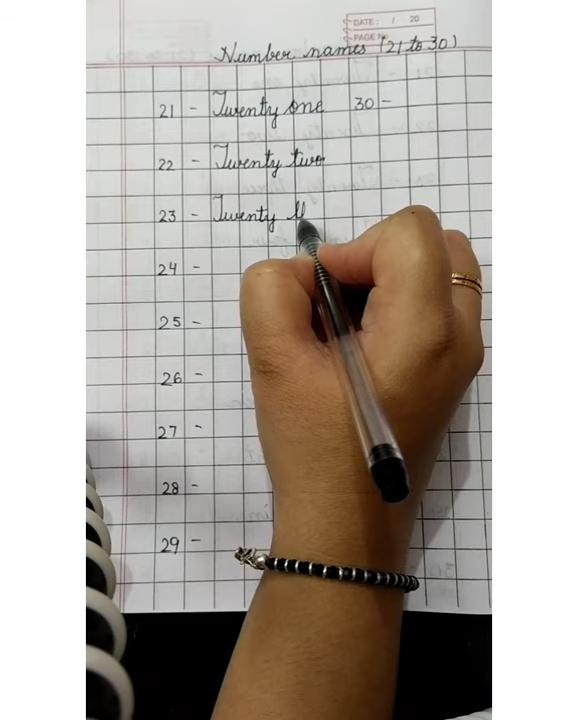 DATE: / 20
PAGE No.
Number names (21 to 30)
21 - Twenty one 30 -
22 - Twenty two
23 - Twenty
24 -
25 -
26 -
27 -
28 -
29 -